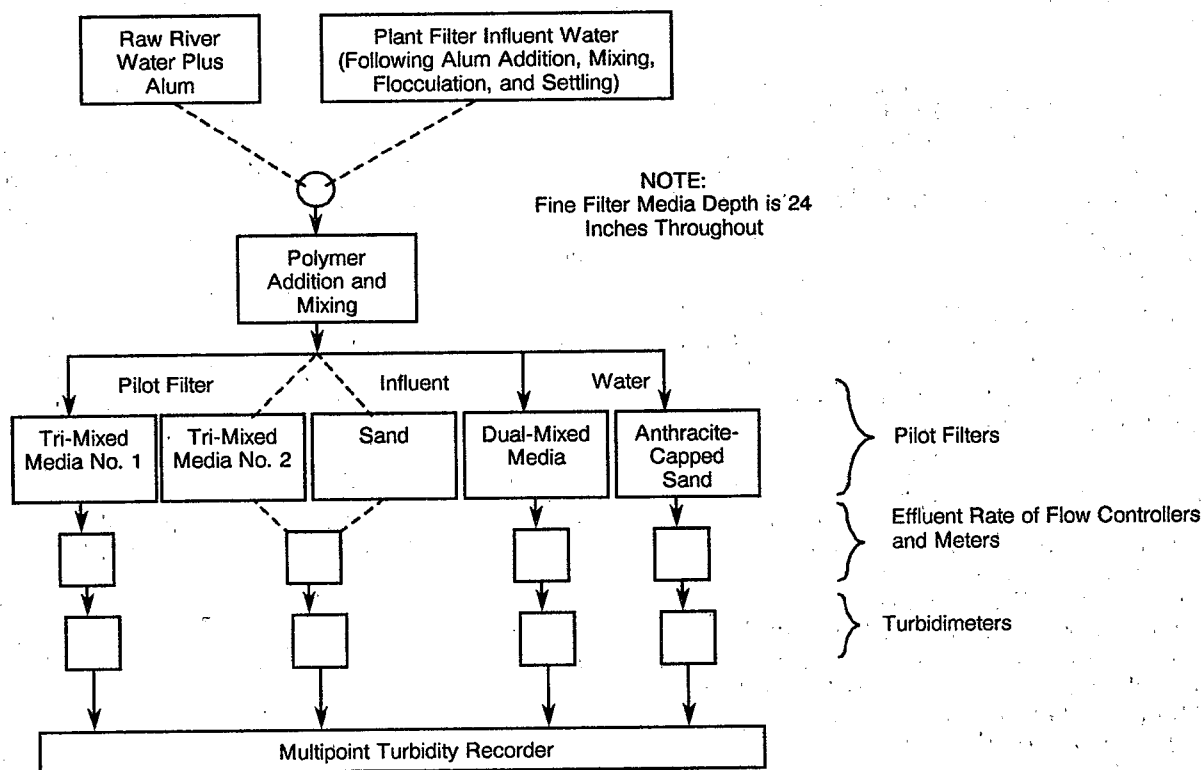 Raw River
Water Plus
Alum
Plant Filter Influent Water
(Following Alum Addition, Mixing,
Flocculation, and Settling)
NOTE:
Fine Filter Media Depth is 24
Inches Throughout
Polymer
Addition and
Mixing
Pilot Filter Influent Water
Tri-Mixed
Media No. 1
Tri-Mixed
Media No. 2
Sand
Dual-Mixed
Media
Anthracite-
Capped
Sand
Pilot Filters
Effluent Rate of Flow Controllers
and Meters
Turbidimeters
Multipoint Turbidity Recorder